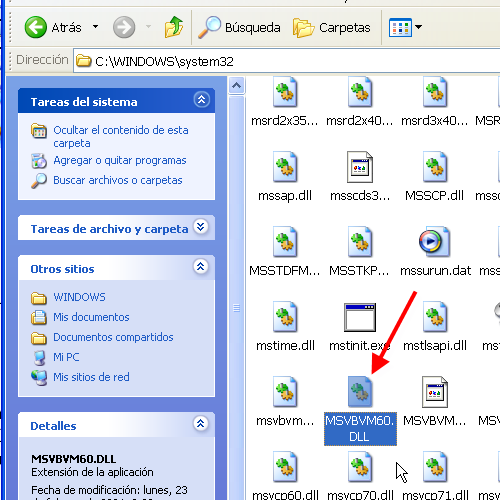 Atrás
Búsqueda
Carpetas
Dirección
C:\WINDOWS\system32
Tareas del sistema
Ocultar el contenido de esta
carpeta
Agregar o quitar programas
Buscar archivos o carpetas
Tareas de archivo y carpeta
Otros sitios
WINDOWS
Mis documentos
Documentos compartidos
Mi PC
Mis sitios de red
Detalles
MSVBVM60.DLL
Extensión de la aplicación
Fecha de modificación: lunes, 23
msrd2x35... msrd2x40... msrd3x40... MSR
mssap.dll msscds3... MSSCP.dll mssc
MSSTDFM... MSSTKP... mssurun.dat
mstime.dll mstinit.exe mstlsapi.dll mst
msvbvm... MSVBVM60. MSVBVM...
DLL
msvcp60.dll msvcp70.dll msvcp71.dll